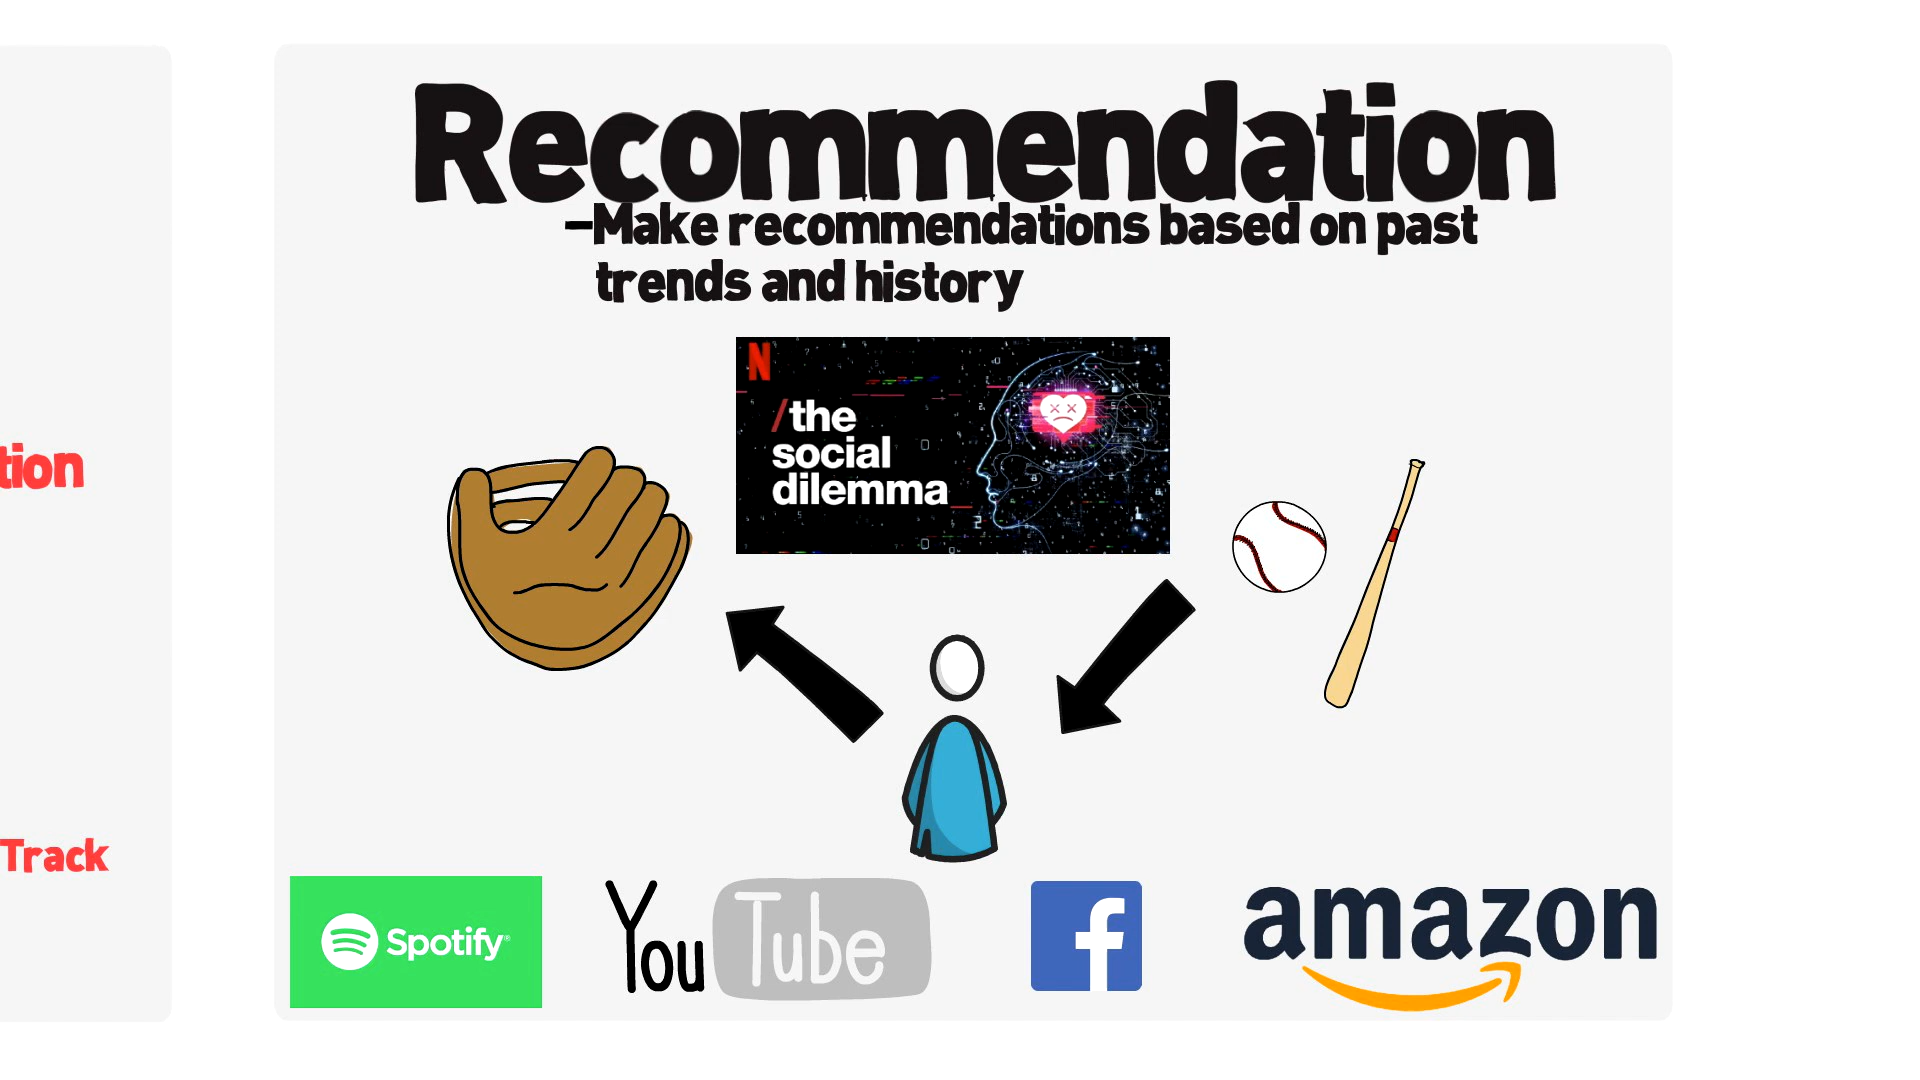 Recommendation
-Make recommendations based on past
trends and history
N
/the
social
dilemma
tion
Track
Spotify®
YouTube
f
amazon